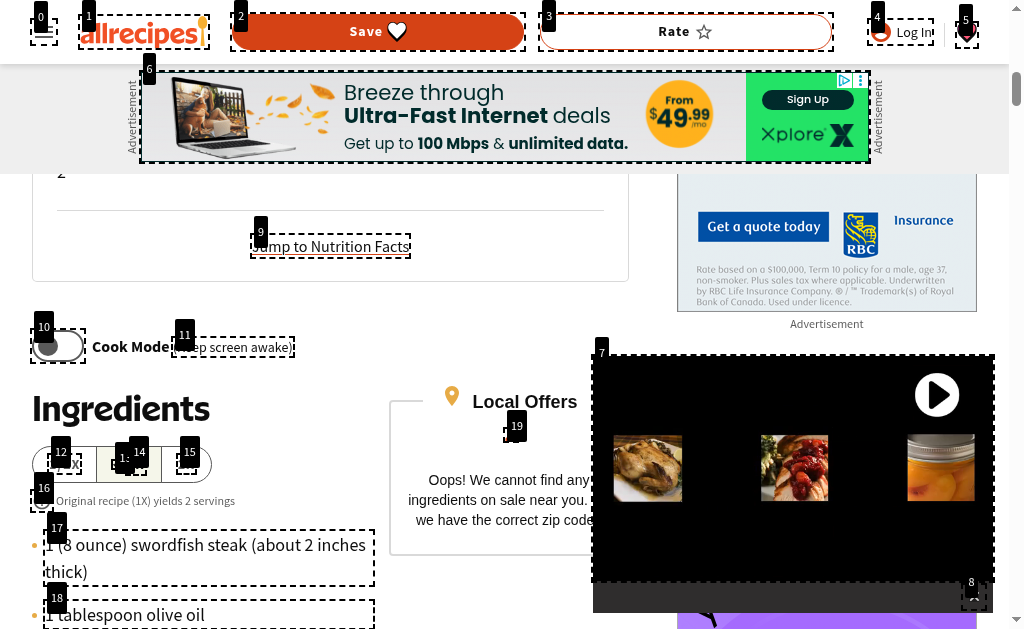 allrecipes
Save
Rate
Log In
Advertisement
Breeze through
Ultra-Fast Internet deals
Get up to 100 Mbps & unlimited data.
From
$49.99
/mo
Sign Up
Xplore
Advertisement
2
Jump to Nutrition Facts
Get a quote today
RBC
Insurance
Rate based on a $100,000, Term 10 policy for a male, age 37,
non-smoker. Plus sales tax where applicable. Underwritten
by RBC Life Insurance Company. ® / ™ Trademark(s) of Royal
Bank of Canada. Used under licence.
Advertisement
Cook Mode
screen awake)
Ingredients
Local Offers
Oops! We cannot find any
ingredients on sale near you.
we have the correct zip code
Original recipe (1X) yields 2 servings
1 (8 ounce) swordfish steak (about 2 inches
thick)
1 tablespoon olive oil
0
1
2
3
4
5
6
7
8
9
10
11
12
14
15
16
17
18
19